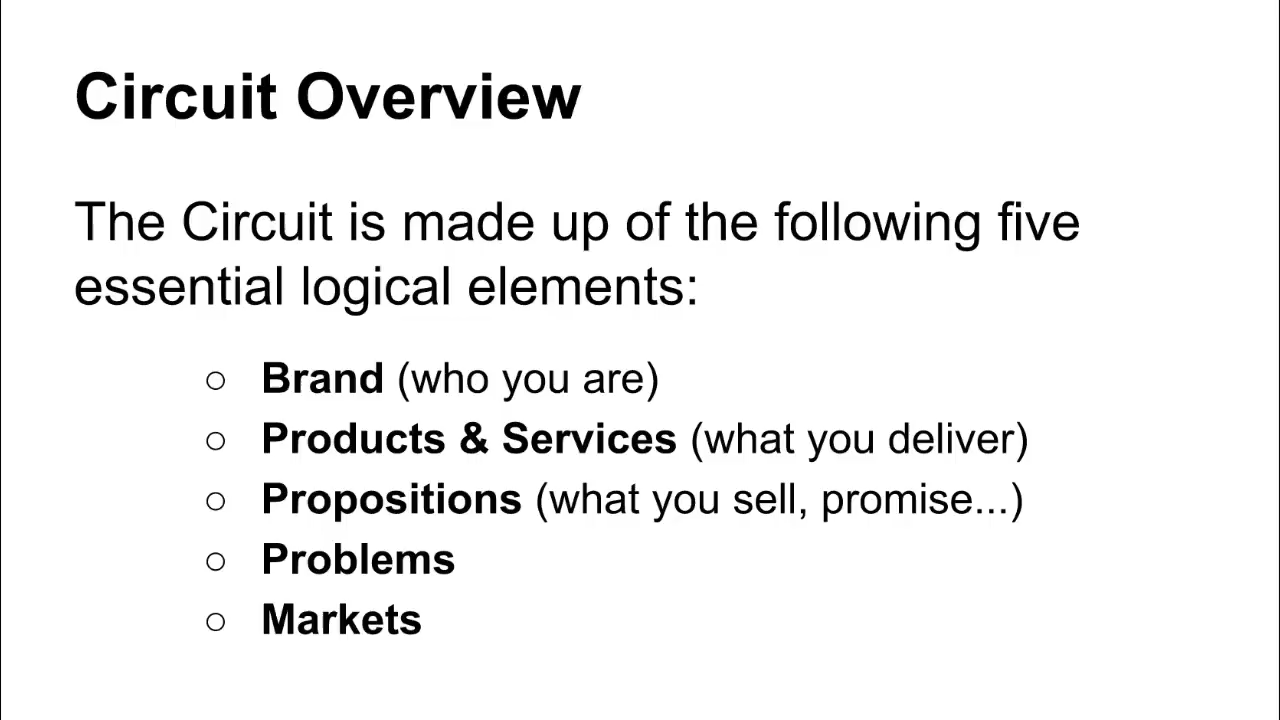 Circuit Overview
The Circuit is made up of the following five
essential logical elements:
○ Brand (who you are)
○ Products & Services (what you deliver)
○ Propositions (what you sell, promise...)
○ Problems
○ Markets